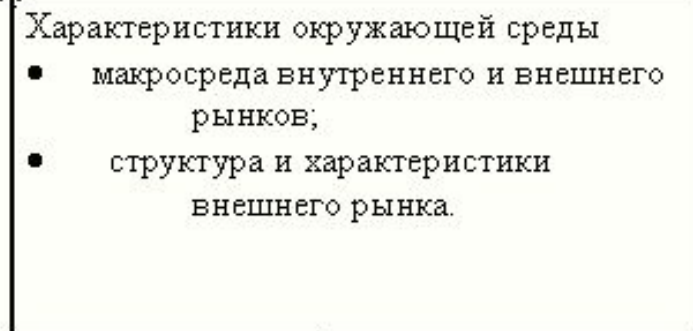 Характеристики окружающей среды
• макросреда внутреннего и внешнего
рынков;
• структура и характеристики
внешнего рынка.